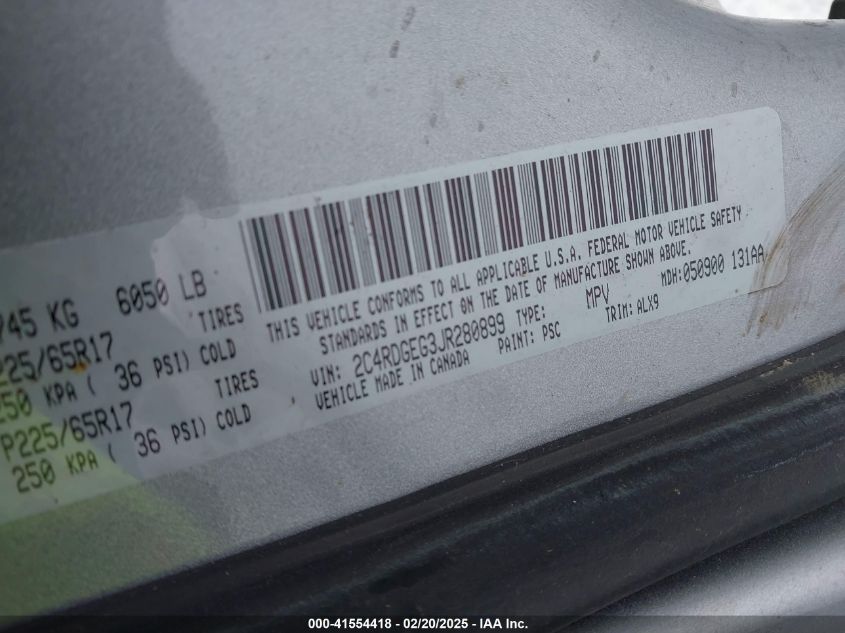 745 KG 6050 LB
TIRES
225/65R17
250 KPA ( 36 PSI) COLD
TIRES
P225/65R17
250 KPA ( 36 PSI) COLD
THIS VEHICLE CONFORMS TO ALL APPLICABLE U.S.A. FEDERAL MOTOR VEHICLE SAFETY
STANDARDS IN EFFECT ON THE DATE OF MANUFACTURE SHOWN ABOVE.
VIN: 2C4RDGEG3JR280899 TYPE: MPV MDH:050900 131AA
VEHICLE MADE IN CANADA PAINT: PSC TRIM: ALX9
000-41554418 - 02/20/2025 - IAA Inc.